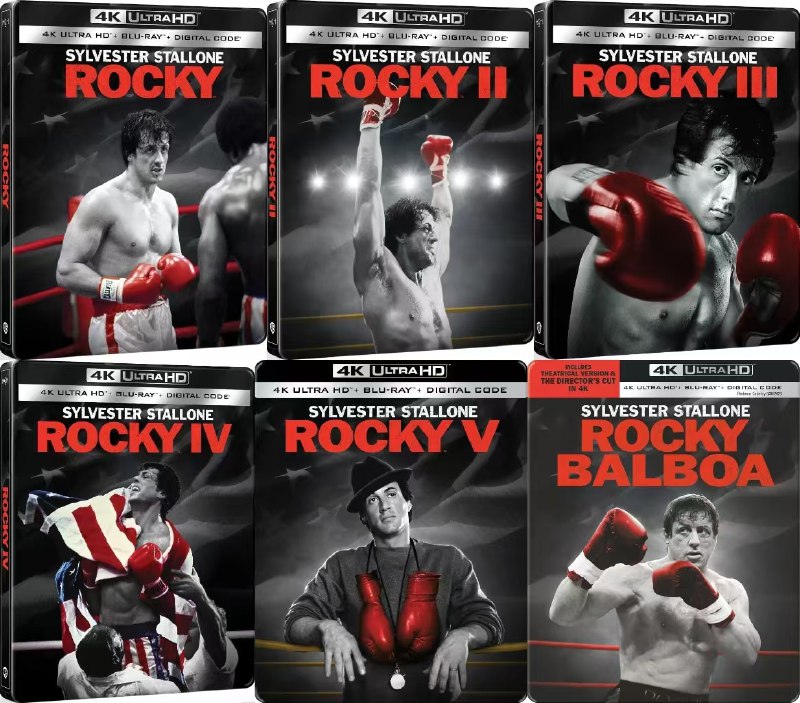 4K ULTRA HD
4K ULTRA HD + BLU-RAY + DIGITAL CODE
SYLVESTER STALLONE
ROCKY
ROCKY
4K ULTRA HD
4K ULTRA HD + BLU-RAY + DIGITAL CODE
SYLVESTER STALLONE
ROCKY II
ROCKY II
4K ULTRA HD
4K ULTRA HD + BLU-RAY + DIGITAL CODE
SYLVESTER STALLONE
ROCKY III
ROCKY III
4K ULTRA HD
4K ULTRA HD + BLU-RAY + DIGITAL CODE
SYLVESTER STALLONE
ROCKY IV
ROCKY IV
4K ULTRA HD
4K ULTRA HD + BLU-RAY + DIGITAL CODE
SYLVESTER STALLONE
ROCKY V
INCLUDES
THEATRICAL VERSION &
THE DIRECTOR'S CUT
IN 4K
4K ULTRA HD
4K ULTRA HD + BLU-RAY + DIGITAL CODE
SYLVESTER STALLONE
ROCKY
BALBOA